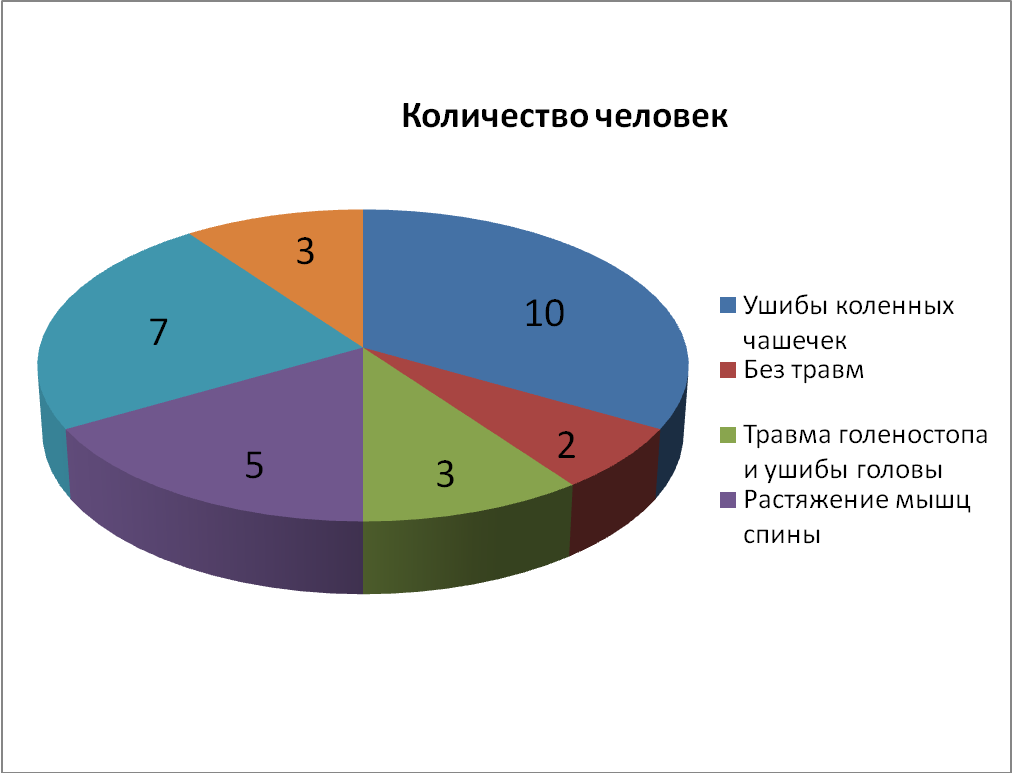 Количество человек
3
10
7
2
5
3
Ушибы коленных
чашечек
Без травм
Травма голеностопа
и ушибы головы
Растяжение мышц
спины